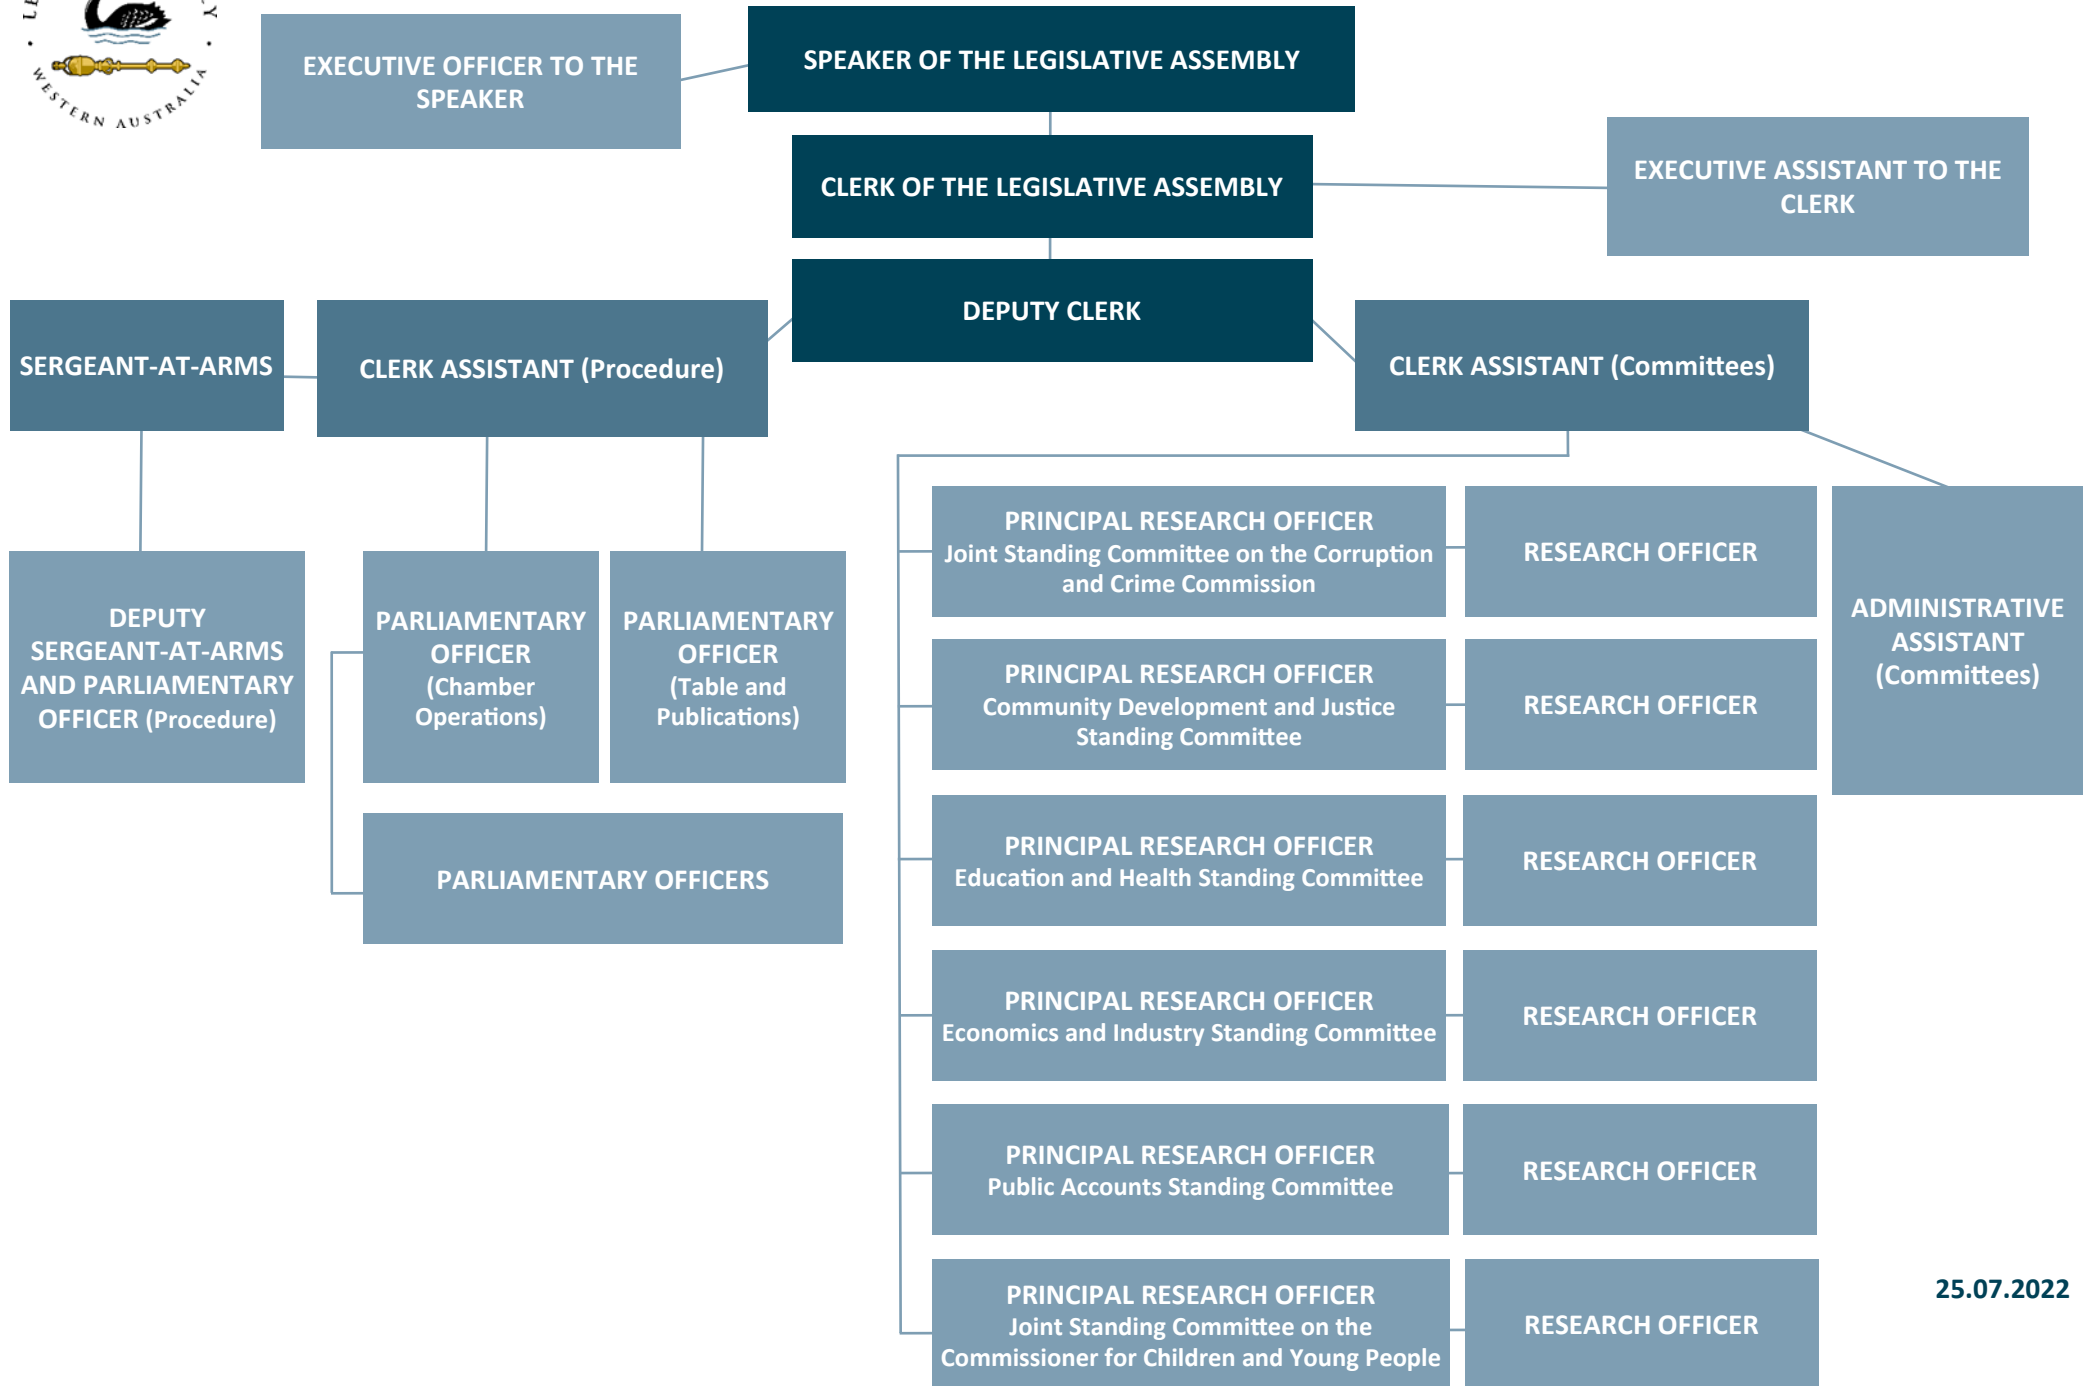 WESTERN AUSTRALIA
EXECUTIVE OFFICER TO THE
SPEAKER
SPEAKER OF THE LEGISLATIVE ASSEMBLY
CLERK OF THE LEGISLATIVE ASSEMBLY
EXECUTIVE ASSISTANT TO THE
CLERK
DEPUTY CLERK
SERGEANT-AT-ARMS
CLERK ASSISTANT (Procedure)
CLERK ASSISTANT (Committees)
DEPUTY
SERGEANT-AT-ARMS
AND PARLIAMENTARY
OFFICER (Procedure)
PARLIAMENTARY
OFFICER
(Chamber
Operations)
PARLIAMENTARY
OFFICER
(Table and
Publications)
PARLIAMENTARY OFFICERS
PRINCIPAL RESEARCH OFFICER
Joint Standing Committee on the Corruption
and Crime Commission
RESEARCH OFFICER
ADMINISTRATIVE
ASSISTANT
(Committees)
PRINCIPAL RESEARCH OFFICER
Community Development and Justice
Standing Committee
RESEARCH OFFICER
PRINCIPAL RESEARCH OFFICER
Education and Health Standing Committee
RESEARCH OFFICER
PRINCIPAL RESEARCH OFFICER
Economics and Industry Standing Committee
RESEARCH OFFICER
PRINCIPAL RESEARCH OFFICER
Public Accounts Standing Committee
RESEARCH OFFICER
PRINCIPAL RESEARCH OFFICER
Joint Standing Committee on the
Commissioner for Children and Young People
RESEARCH OFFICER
25.07.2022